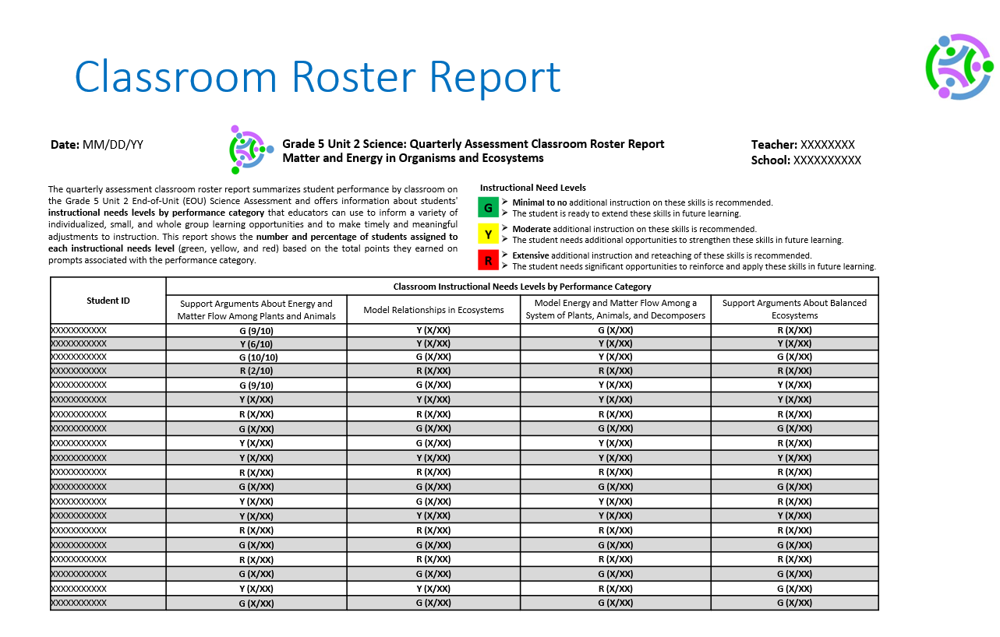 Classroom Roster Report
Date: MM/DD/YY
Grade 5 Unit 2 Science: Quarterly Assessment Classroom Roster Report
Matter and Energy in Organisms and Ecosystems
Teacher: XXXXXXXX
School: XXXXXXXXXX
The quarterly assessment classroom roster report summarizes student performance by classroom on
the Grade 5 Unit 2 End-of-Unit (EOU) Science Assessment and offers information about students'
instructional needs levels by performance category that educators can use to inform a variety of
individualized, small, and whole group learning opportunities and to make timely and meaningful
adjustments to instruction. This report shows the number and percentage of students assigned to
each instructional needs level (green, yellow, and red) based on the total points they earned on
prompts associated with the performance category.
Instructional Need Levels
G
➢ Minimal to no additional instruction on these skills is recommended.
➢ The student is ready to extend these skills in future learning.
Y
➢ Moderate additional instruction on these skills is recommended.
➢ The student needs additional opportunities to strengthen these skills in future learning.
R
➢ Extensive additional instruction and reteaching of these skills is recommended.
➢ The student needs significant opportunities to reinforce and apply these skills in future learning.
Student ID
Classroom Instructional Needs Levels by Performance Category
Support Arguments About Energy and
Matter Flow Among Plants and Animals
Model Relationships in Ecosystems
Model Energy and Matter Flow Among a
System of Plants, Animals, and Decomposers
Support Arguments About Balanced
Ecosystems
XXXXXXXXXXX G (9/10) Y (X/XX) G (X/XX) R (X/XX)
XXXXXXXXXXX Y (6/10) Y (X/XX) Y (X/XX) Y (X/XX)
XXXXXXXXXXX G (10/10) G (X/XX) Y (X/XX) G (X/XX)
XXXXXXXXXXX R (2/10) R (X/XX) R (X/XX) R (X/XX)
XXXXXXXXXXX G (9/10) G (X/XX) Y (X/XX) Y (X/XX)
XXXXXXXXXXX Y (X/XX) Y (X/XX) Y (X/XX) Y (X/XX)
XXXXXXXXXXX R (X/XX) R (X/XX) R (X/XX) R (X/XX)
XXXXXXXXXXX G (X/XX) G (X/XX) G (X/XX) G (X/XX)
XXXXXXXXXXX Y (X/XX) G (X/XX) Y (X/XX) R (X/XX)
XXXXXXXXXXX Y (X/XX) Y (X/XX) Y (X/XX) Y (X/XX)
XXXXXXXXXXX R (X/XX) R (X/XX) R (X/XX) R (X/XX)
XXXXXXXXXXX G (X/XX) G (X/XX) G (X/XX) G (X/XX)
XXXXXXXXXXX Y (X/XX) G (X/XX) Y (X/XX) R (X/XX)
XXXXXXXXXXX Y (X/XX) Y (X/XX) Y (X/XX) Y (X/XX)
XXXXXXXXXXX R (X/XX) R (X/XX) R (X/XX) R (X/XX)
XXXXXXXXXXX G (X/XX) G (X/XX) G (X/XX) G (X/XX)
XXXXXXXXXXX R (X/XX) R (X/XX) R (X/XX) R (X/XX)
XXXXXXXXXXX G (X/XX) G (X/XX) G (X/XX) G (X/XX)
XXXXXXXXXXX Y (X/XX) Y (X/XX) R (X/XX) G (X/XX)
XXXXXXXXXXX G (X/XX) G (X/XX) G (X/XX) G (X/XX)